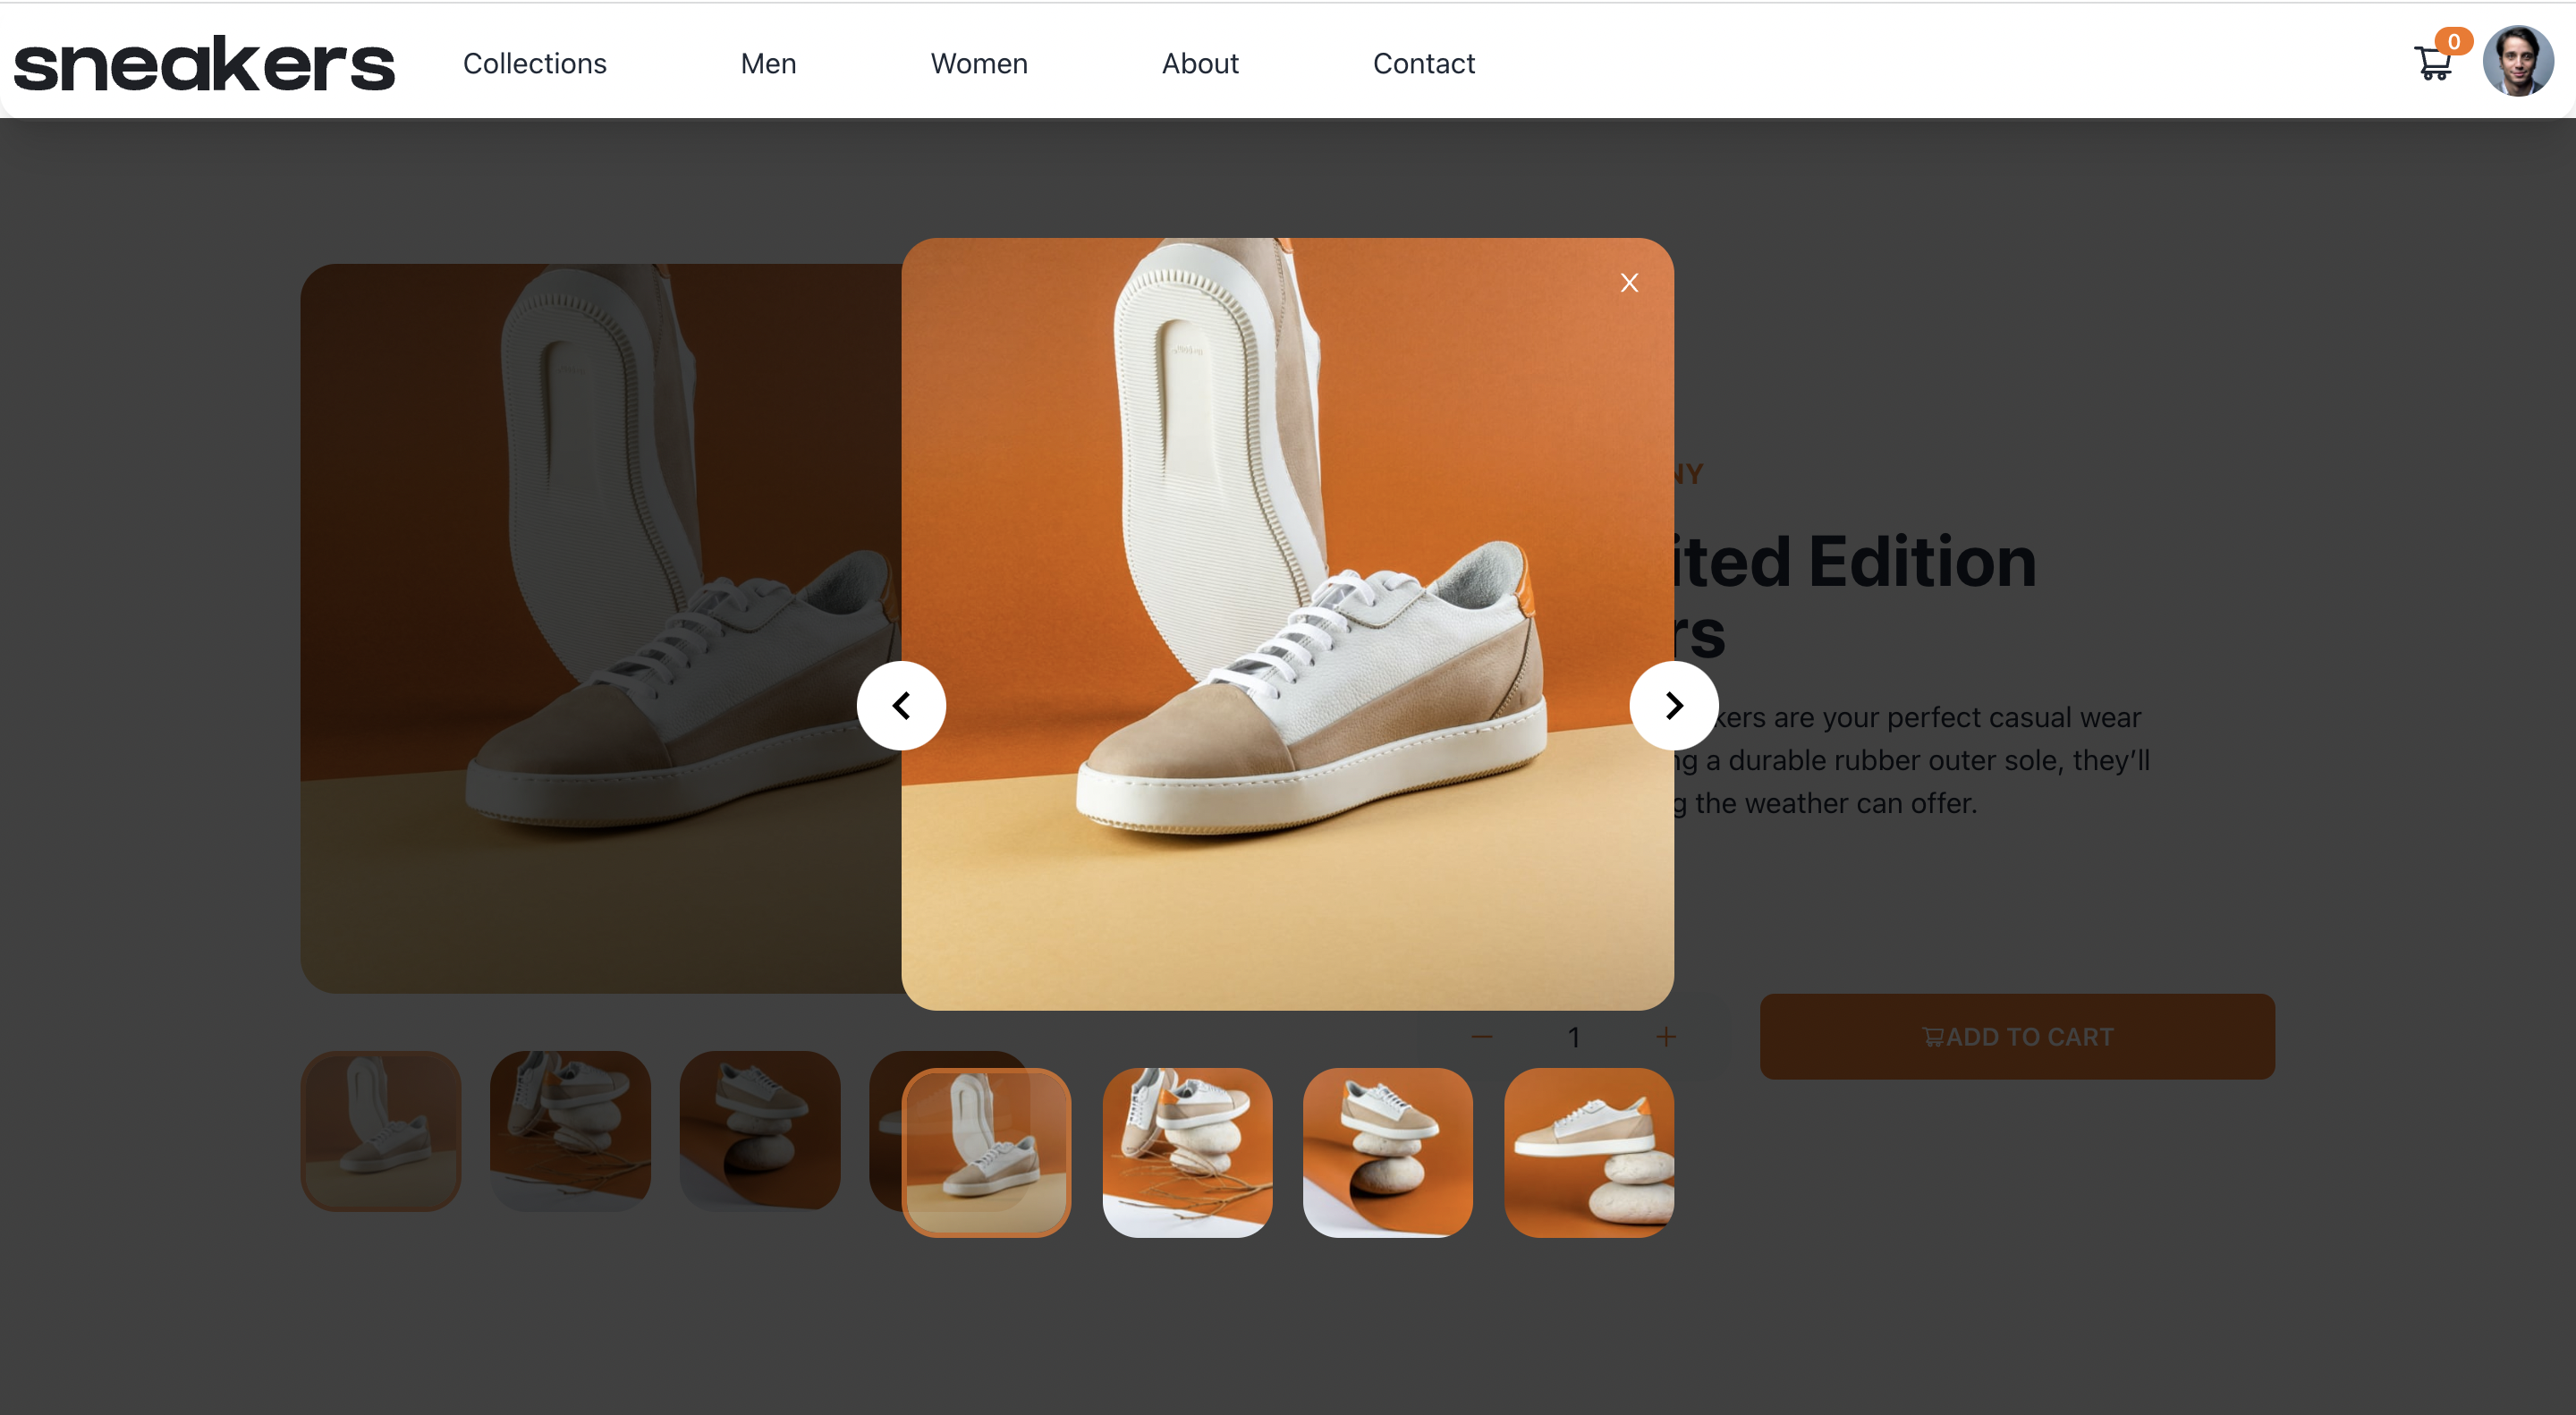 sneakers
Collections
Men
Women
About
Contact
0
X
NY
ited Edition
rs
kers are your perfect casual wear
ng a durable rubber outer sole, they’ll
g the weather can offer.
1
ADD TO CART